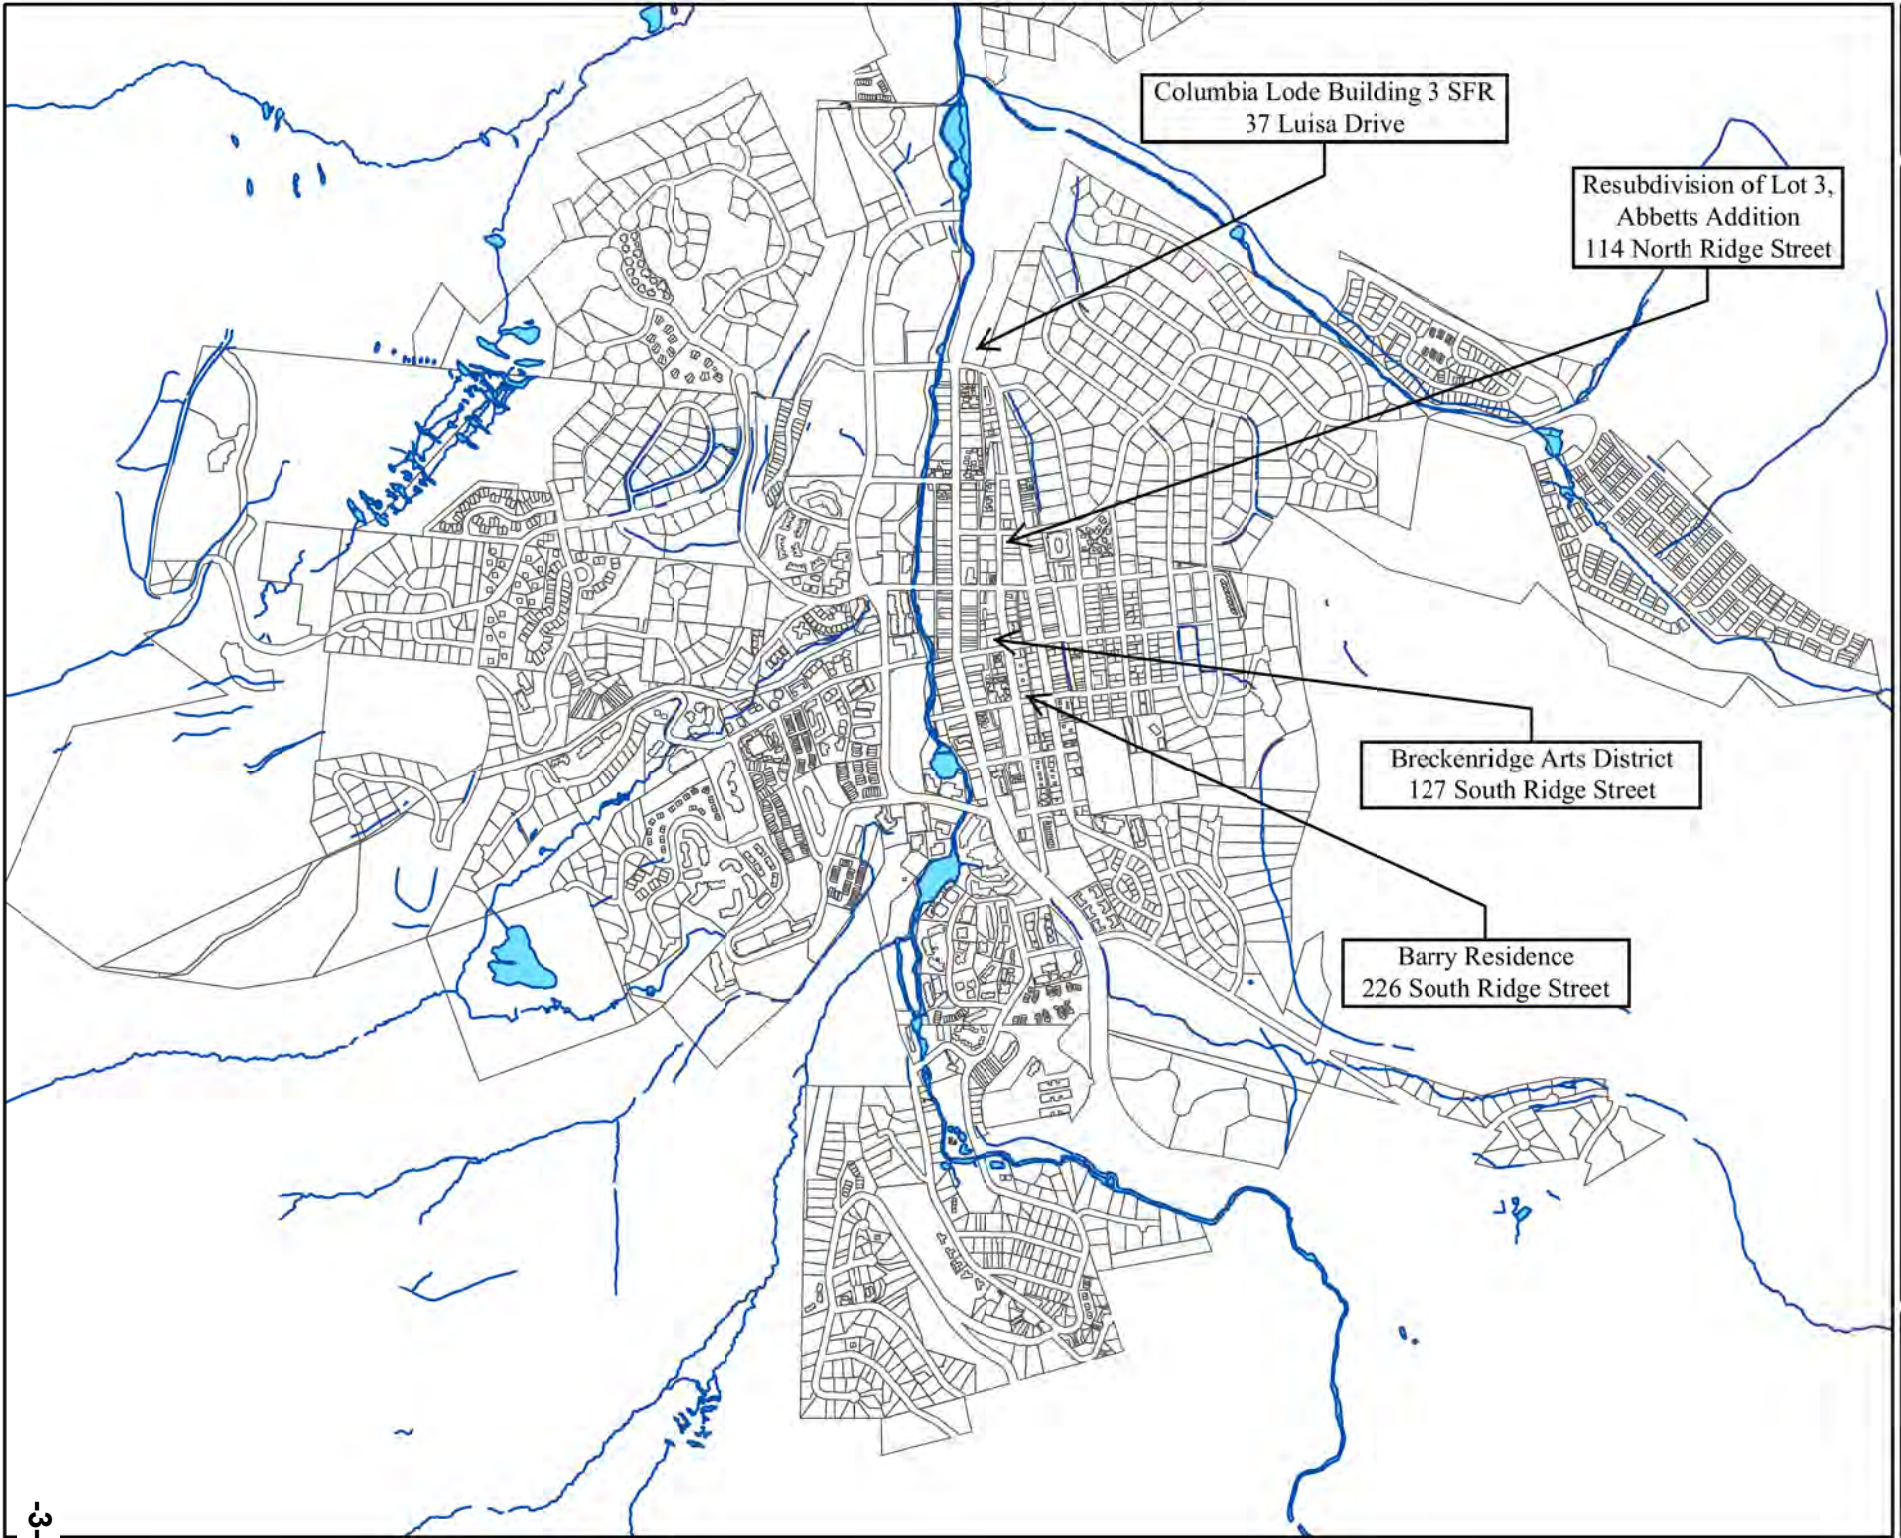 Columbia Lode Building 3 SFR
37 Luisa Drive
Resubdivision of Lot 3,
Abbetts Addition
114 North Ridge Street
Breckenridge Arts District
127 South Ridge Street
Barry Residence
226 South Ridge Street
-3-